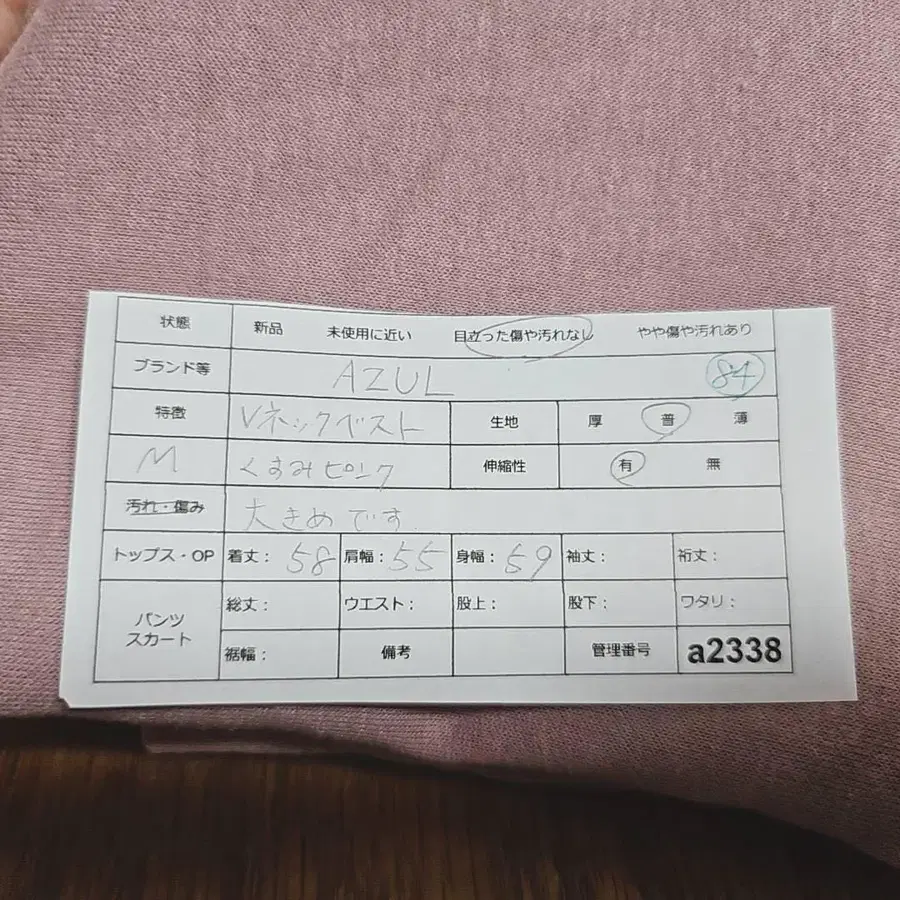 状態 新品 未使用に近い 目立った傷や汚れなし やや傷や汚れあり
ブランド等 AZUL 84
特徴 Vネックベスト 生地 厚 普 薄
M くすみピンク 伸縮性 有 無
汚れ・傷み 大きめです
トップス・OP 着丈: 58 肩幅: 55 身幅: 59 袖丈: 裄丈:
パンツ スカート 総丈: ウエスト: 股上: 股下: ワタリ:
裾幅: 備考 管理番号 a2338